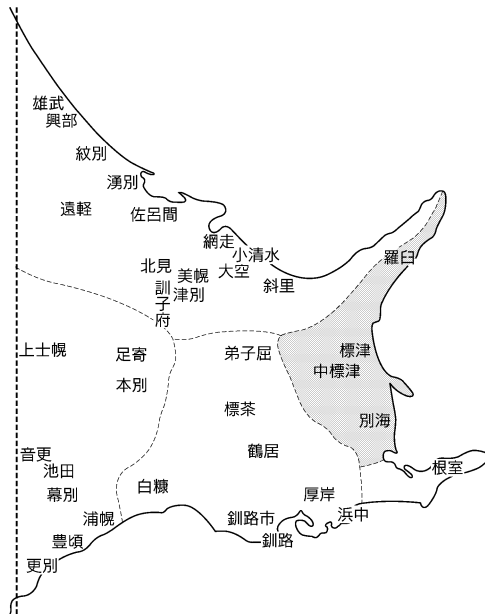 雄武
興部
紋別
湧別
遠軽
佐呂間
網走
小清水
大空
斜里
北見
美幌
訓子府
津別
羅臼
上士幌
足寄
本別
弟子屈
標津
中標津
標茶
別海
鶴居
音更
池田
幕別
白糠
厚岸
根室
浦幌
釧路市
浜中
釧路
豊頃
更別